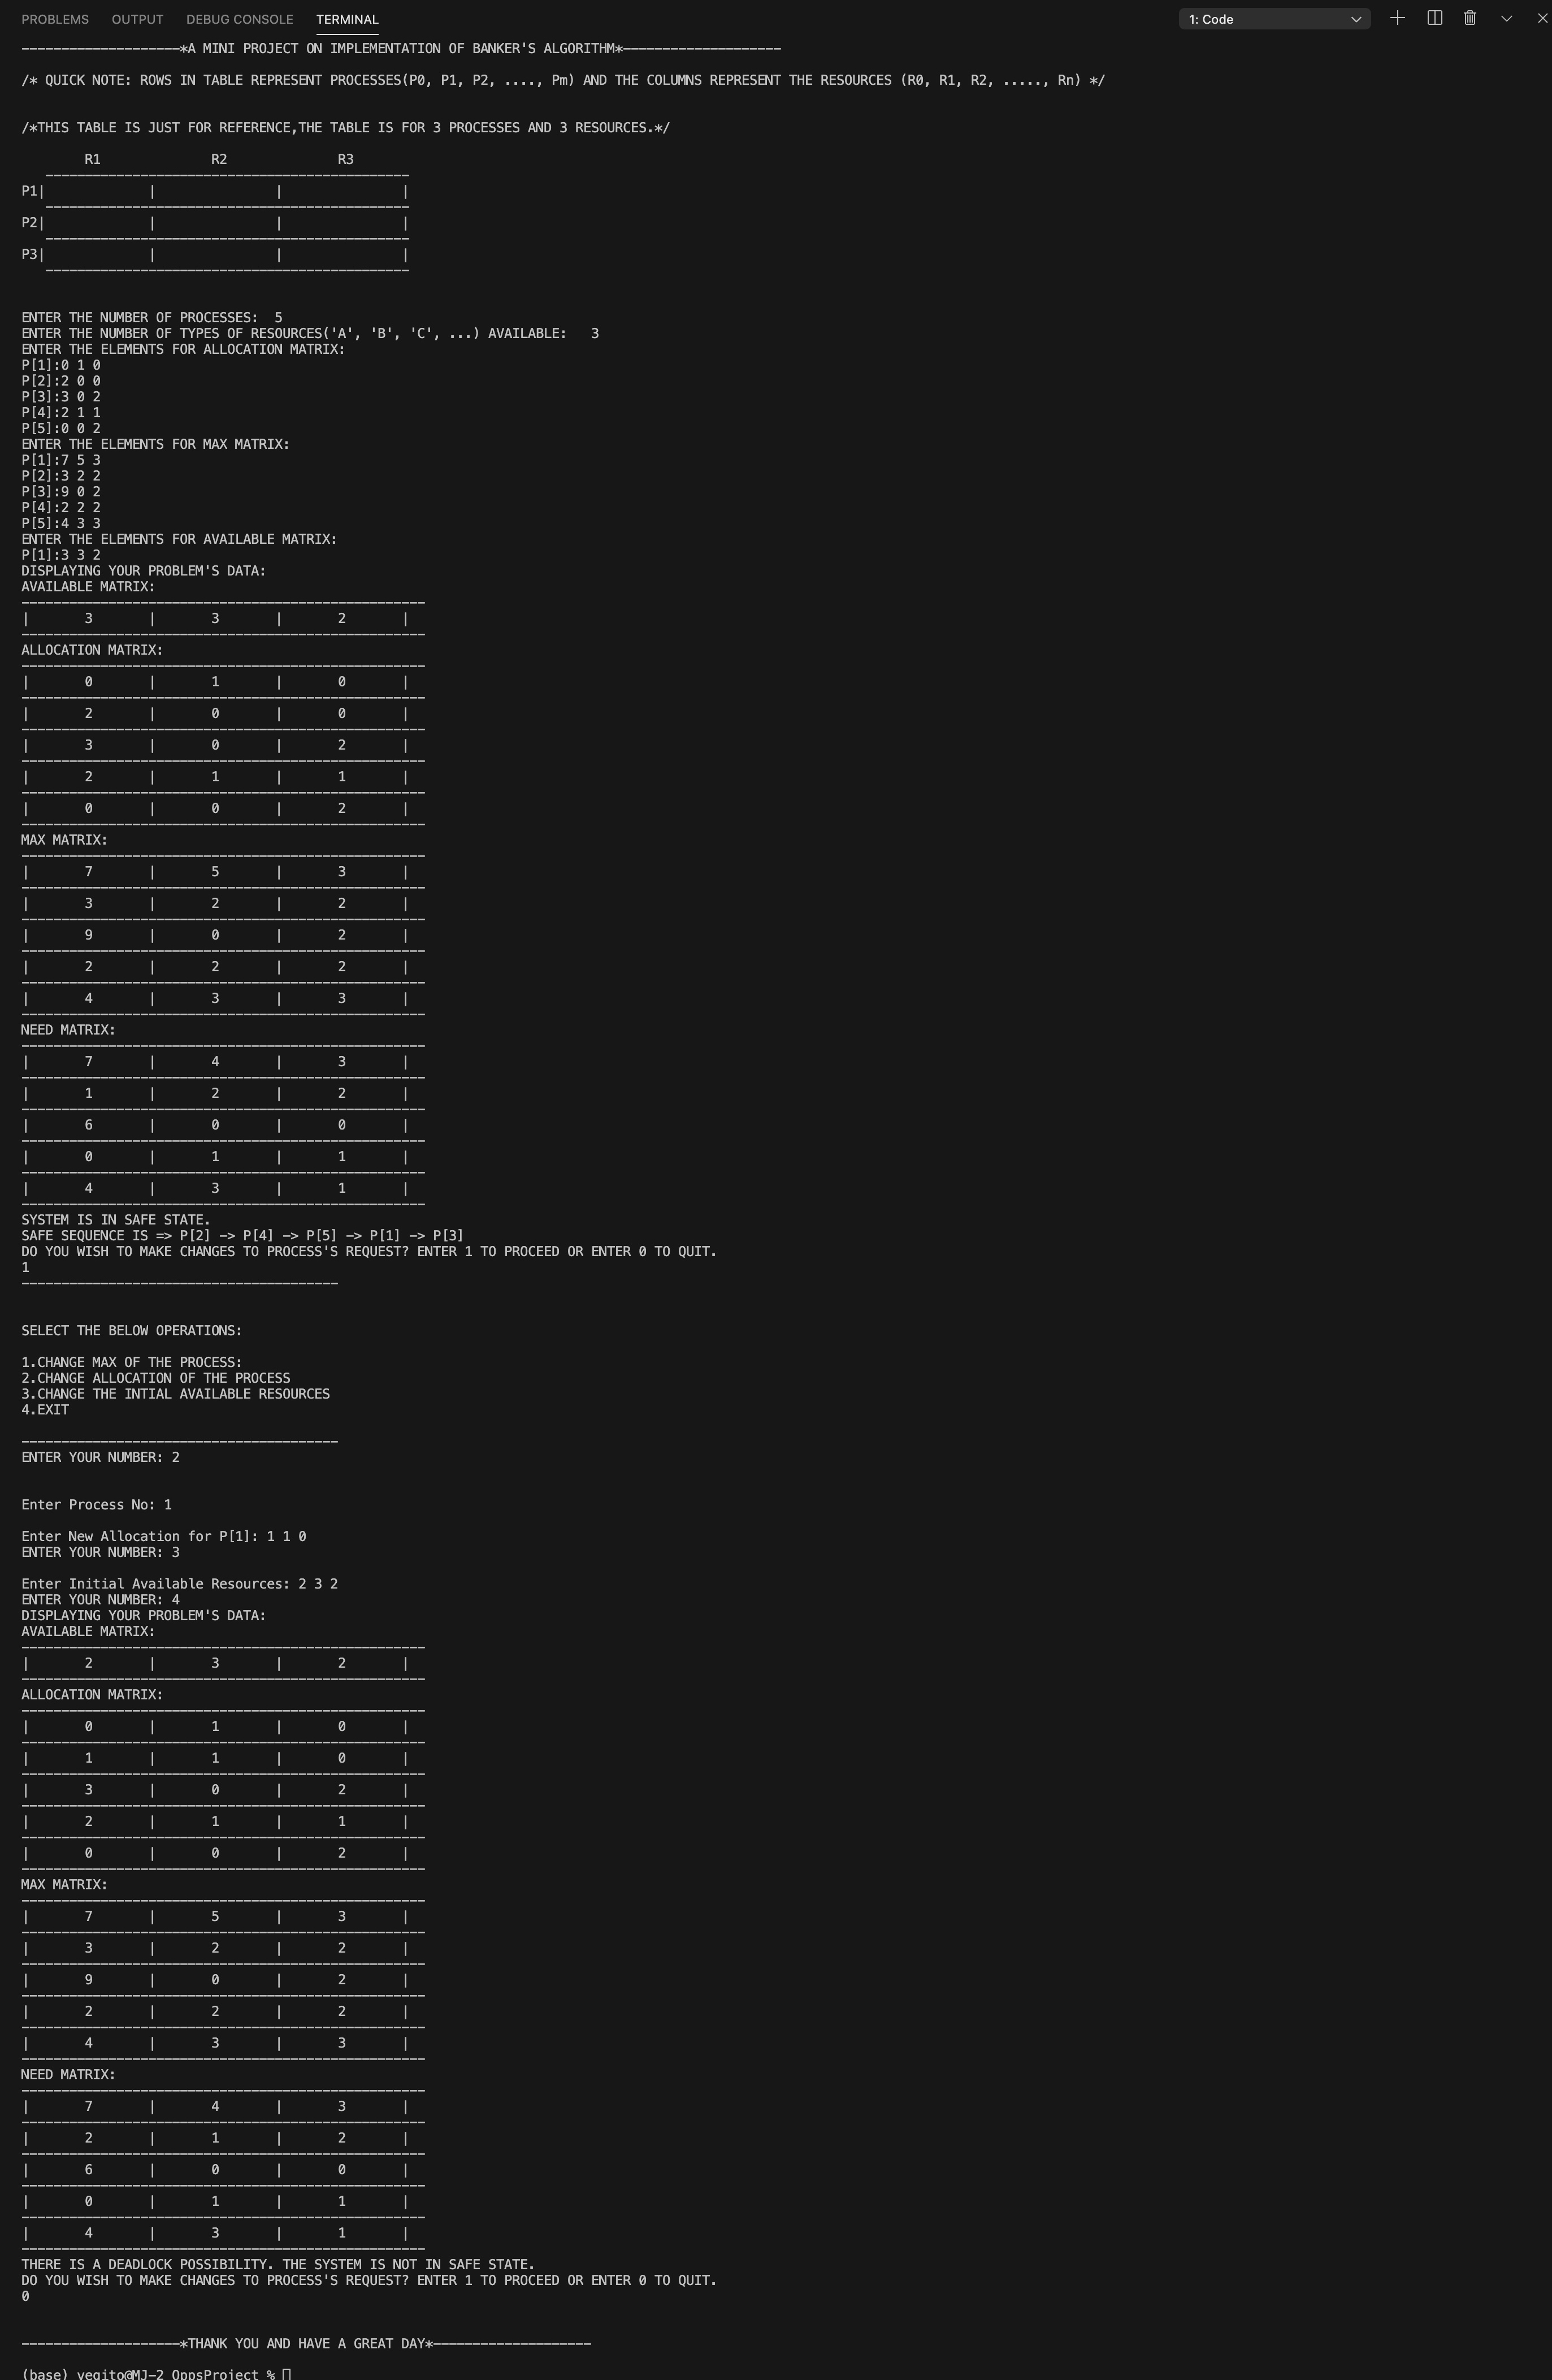 PROBLEMS OUTPUT DEBUG CONSOLE TERMINAL 1: Code
--------------------*A MINI PROJECT ON IMPLEMENTATION OF BANKER'S ALGORITHM*--------------------
/* QUICK NOTE: ROWS IN TABLE REPRESENT PROCESSES(P0, P1, P2, ...., Pm) AND THE COLUMNS REPRESENT THE RESOURCES (R0, R1, R2, ....., Rn) */
/*THIS TABLE IS JUST FOR REFERENCE,THE TABLE IS FOR 3 PROCESSES AND 3 RESOURCES.*/
R1 R2 R3
P1| | | |
P2| | | |
P3| | | |
ENTER THE NUMBER OF PROCESSES: 5
ENTER THE NUMBER OF TYPES OF RESOURCES('A', 'B', 'C', ...) AVAILABLE: 3
ENTER THE ELEMENTS FOR ALLOCATION MATRIX:
P[1]:0 1 0
P[2]:2 0 0
P[3]:3 0 2
P[4]:2 1 1
P[5]:0 0 2
ENTER THE ELEMENTS FOR MAX MATRIX:
P[1]:7 5 3
P[2]:3 2 2
P[3]:9 0 2
P[4]:2 2 2
P[5]:4 3 3
ENTER THE ELEMENTS FOR AVAILABLE MATRIX:
P[1]:3 3 2
DISPLAYING YOUR PROBLEM'S DATA:
AVAILABLE MATRIX:
| 3 | 3 | 2 |
ALLOCATION MATRIX:
| 0 | 1 | 0 |
| 2 | 0 | 0 |
| 3 | 0 | 2 |
| 2 | 1 | 1 |
| 0 | 0 | 2 |
MAX MATRIX:
| 7 | 5 | 3 |
| 3 | 2 | 2 |
| 9 | 0 | 2 |
| 2 | 2 | 2 |
| 4 | 3 | 3 |
NEED MATRIX:
| 7 | 4 | 3 |
| 1 | 2 | 2 |
| 6 | 0 | 0 |
| 0 | 1 | 1 |
| 4 | 3 | 1 |
SYSTEM IS IN SAFE STATE.
SAFE SEQUENCE IS => P[2] -> P[4] -> P[5] -> P[1] -> P[3]
DO YOU WISH TO MAKE CHANGES TO PROCESS'S REQUEST? ENTER 1 TO PROCEED OR ENTER 0 TO QUIT.
1
----------------------------------------
SELECT THE BELOW OPERATIONS:
1.CHANGE MAX OF THE PROCESS:
2.CHANGE ALLOCATION OF THE PROCESS
3.CHANGE THE INTIAL AVAILABLE RESOURCES
4.EXIT
----------------------------------------
ENTER YOUR NUMBER: 2
Enter Process No: 1
Enter New Allocation for P[1]: 1 1 0
ENTER YOUR NUMBER: 3
Enter Initial Available Resources: 2 3 2
ENTER YOUR NUMBER: 4
DISPLAYING YOUR PROBLEM'S DATA:
AVAILABLE MATRIX:
| 2 | 3 | 2 |
ALLOCATION MATRIX:
| 0 | 1 | 0 |
| 1 | 1 | 0 |
| 3 | 0 | 2 |
| 2 | 1 | 1 |
| 0 | 0 | 2 |
MAX MATRIX:
| 7 | 5 | 3 |
| 3 | 2 | 2 |
| 9 | 0 | 2 |
| 2 | 2 | 2 |
| 4 | 3 | 3 |
NEED MATRIX:
| 7 | 4 | 3 |
| 2 | 1 | 2 |
| 6 | 0 | 0 |
| 0 | 1 | 1 |
| 4 | 3 | 1 |
THERE IS A DEADLOCK POSSIBILITY. THE SYSTEM IS NOT IN SAFE STATE.
DO YOU WISH TO MAKE CHANGES TO PROCESS'S REQUEST? ENTER 1 TO PROCEED OR ENTER 0 TO QUIT.
0
--------------------*THANK YOU AND HAVE A GREAT DAY*--------------------
(base) vegito@MJ-2 OppsProject %